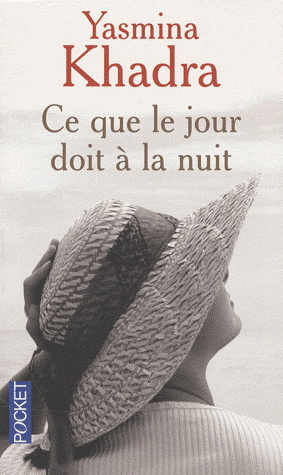 Yasmina
Khadra
Ce que le jour
doit à la nuit
POCKET